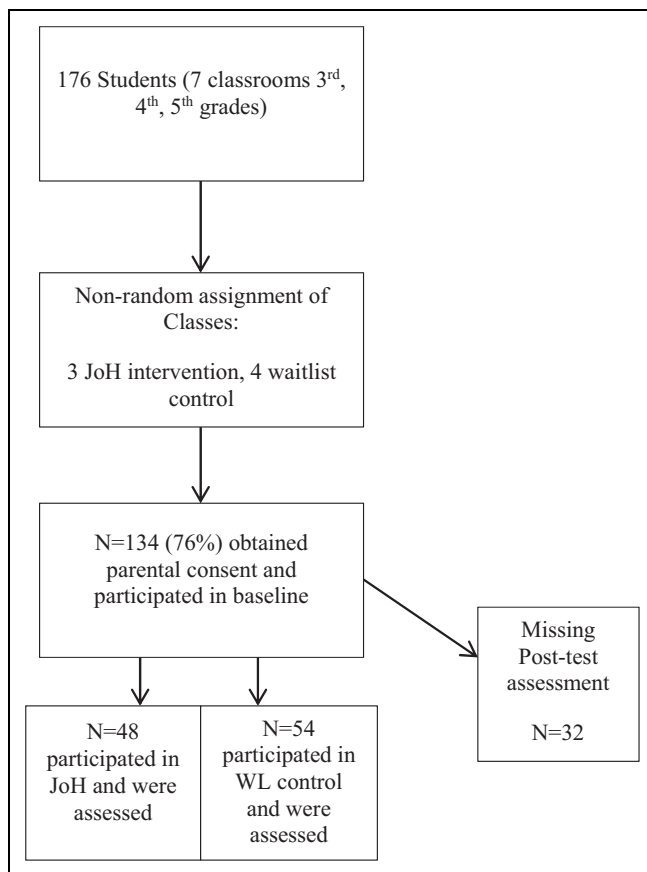 176 Students (7 classrooms 3rd,
4th, 5th grades)
Non-random assignment of
Classes:
3 JoH intervention, 4 waitlist
control
N=134 (76%) obtained
parental consent and
participated in baseline
Missing
Post-test
assessment
N=32
N=48
participated in
JoH and were
assessed
N=54
participated in
WL control
and were
assessed